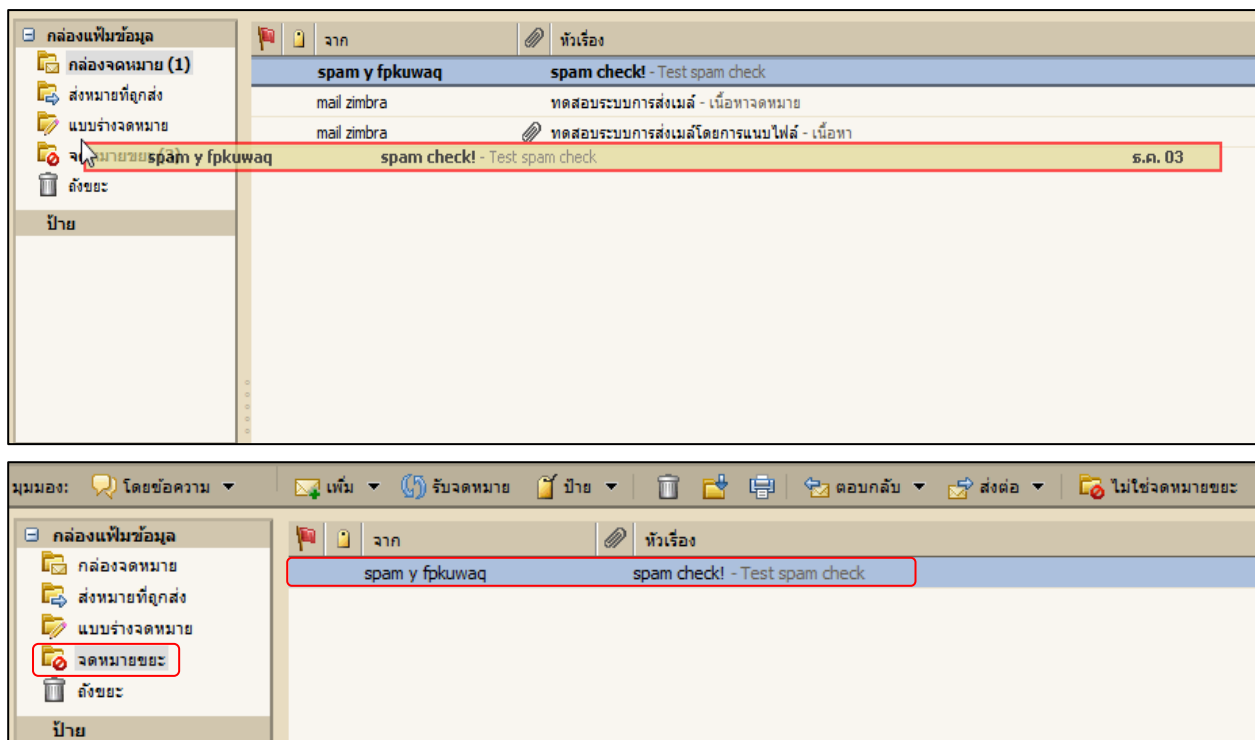 กล่องแฟ้มข้อมูล
กล่องจดหมาย (1)
ส่งหมายที่ถูกส่ง
แบบร่างจดหมาย
ถังขยะ
ป้าย
จาก หัวเรื่อง
spam y fpkuwaq spam check! - Test spam check
mail zimbra ทดสอบระบบการส่งเมล์ - เนื้อหาจดหมาย
mail zimbra ทดสอบระบบการส่งเมล์โดยการแนบไฟล์ - เนื้อหา
spam y fpkuwaq spam check! - Test spam check ธ.ค. 03
มุมมอง: โดยข้อความ เพิ่ม รับจดหมาย ป้าย ตอบกลับ ส่งต่อ ไม่ใช่จดหมายขยะ
กล่องแฟ้มข้อมูล
กล่องจดหมาย
ส่งหมายที่ถูกส่ง
แบบร่างจดหมาย
จดหมายขยะ
ถังขยะ
ป้าย
จาก หัวเรื่อง
spam y fpkuwaq spam check! - Test spam check